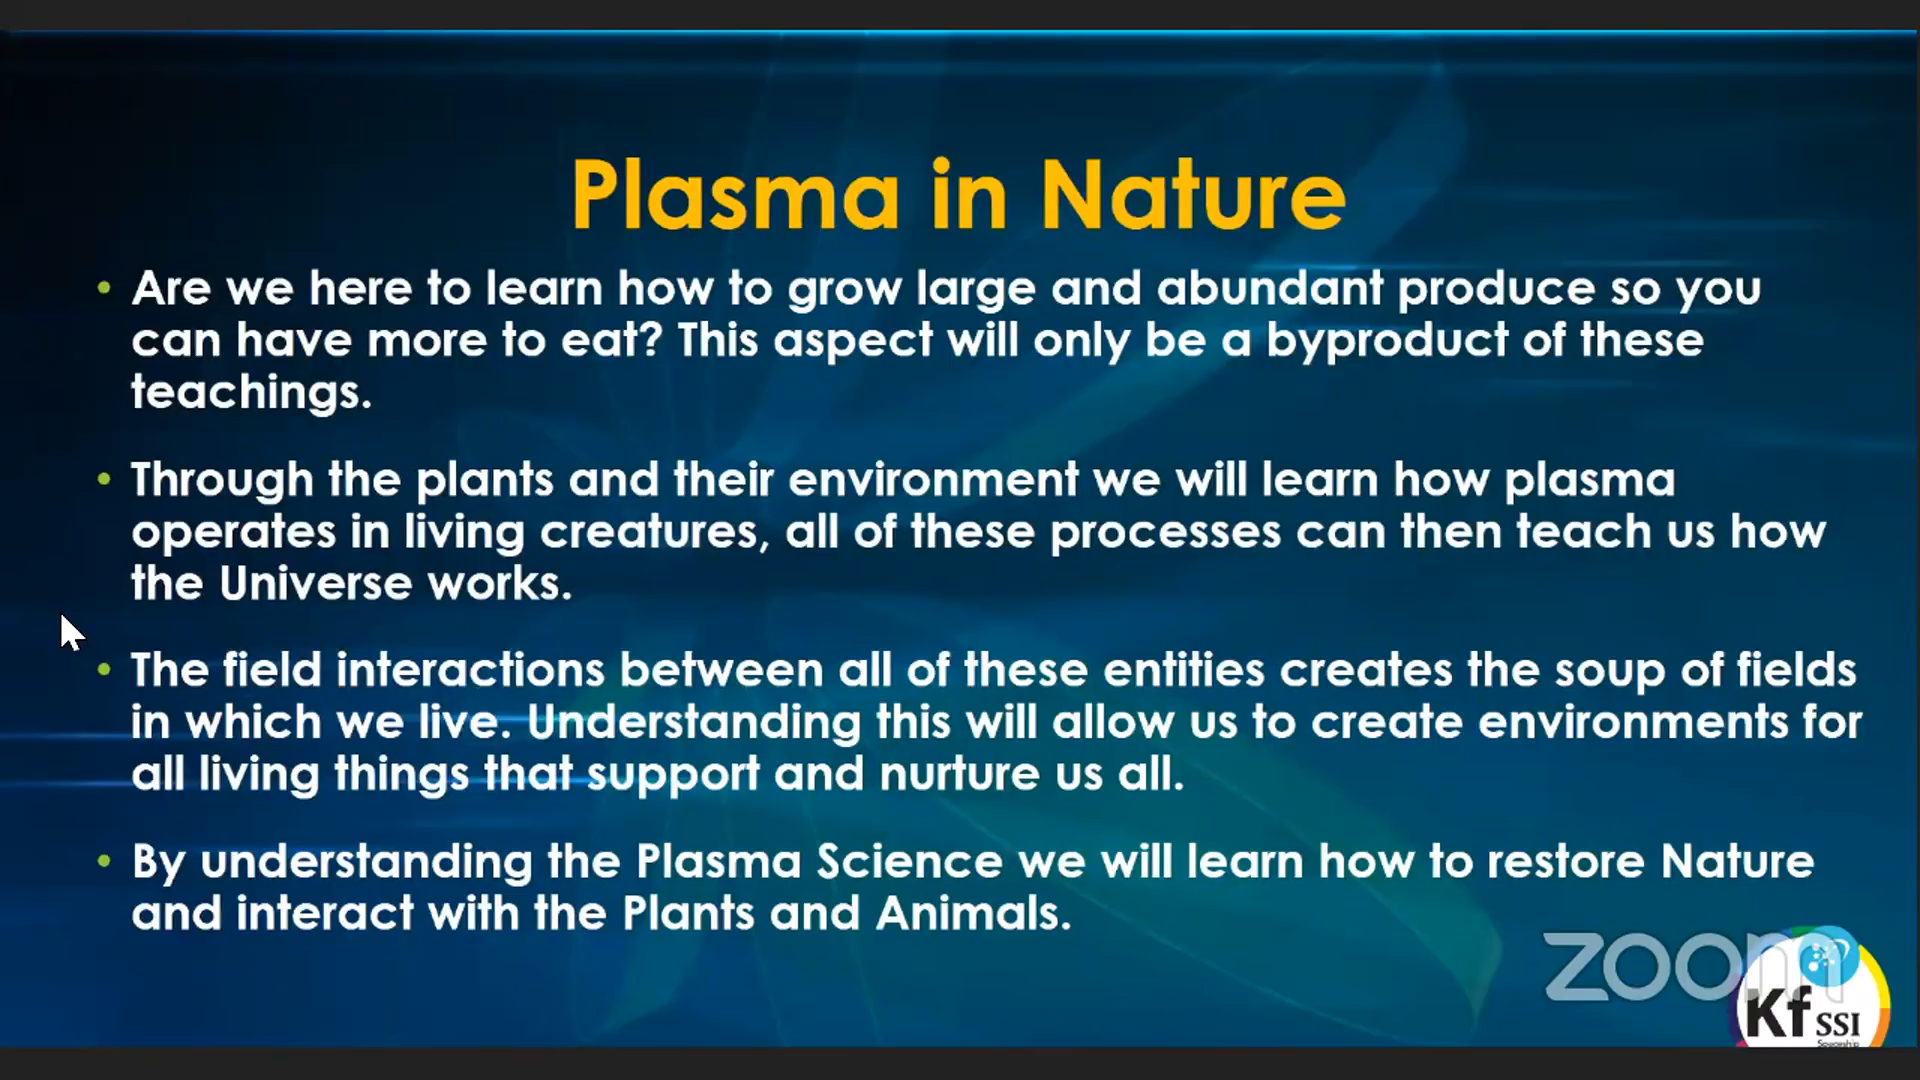 Plasma in Nature
• Are we here to learn how to grow large and abundant produce so you
can have more to eat? This aspect will only be a byproduct of these
teachings.
• Through the plants and their environment we will learn how plasma
operates in living creatures, all of these processes can then teach us how
the Universe works.
• The field interactions between all of these entities creates the soup of fields
in which we live. Understanding this will allow us to create environments for
all living things that support and nurture us all.
• By understanding the Plasma Science we will learn how to restore Nature
and interact with the Plants and Animals.
zoom
Kf SSI
Spaceship